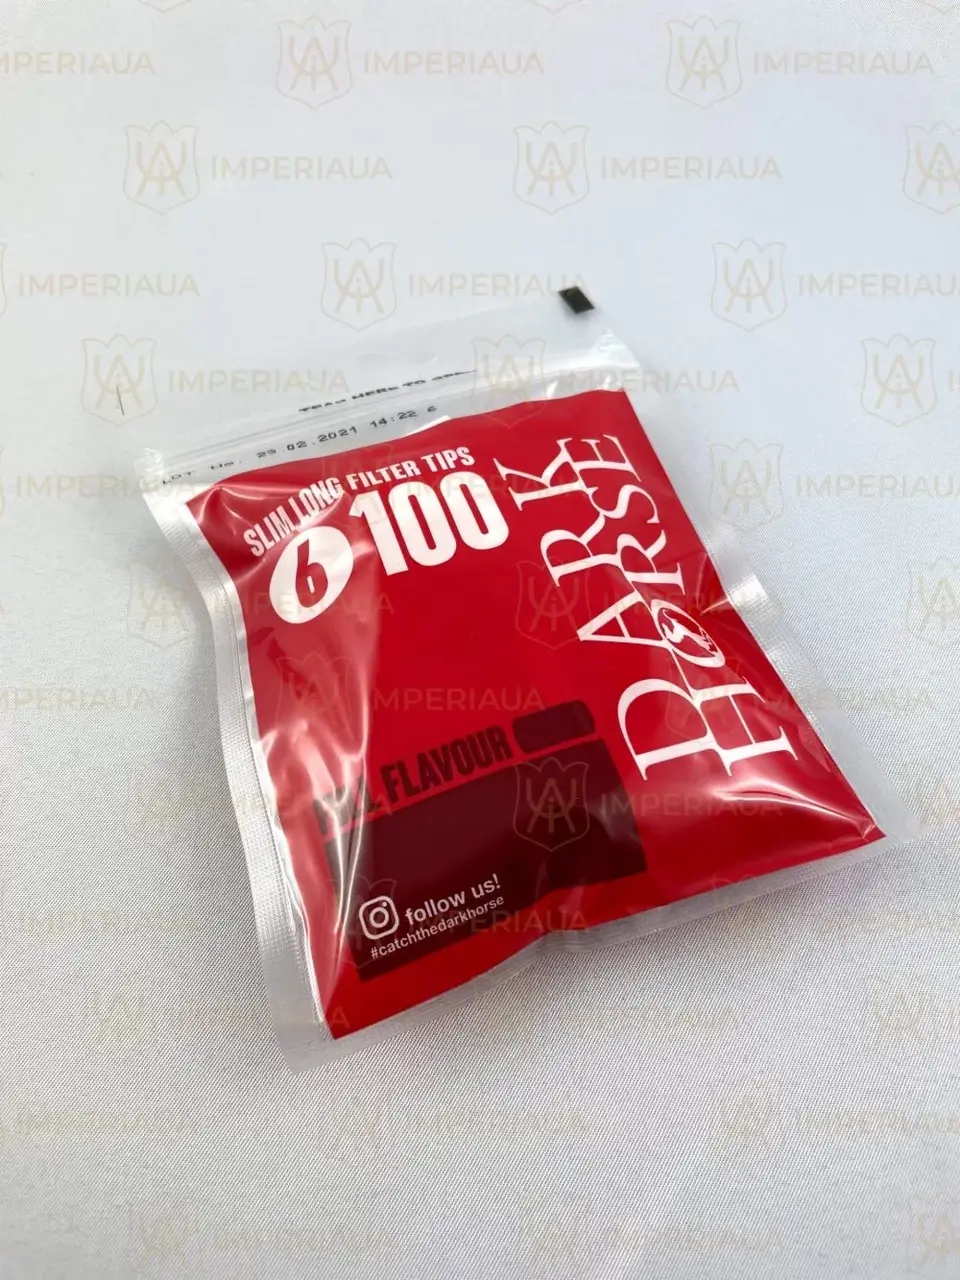 TEAR HERE TO OPEN
LOT No: 23.02.2021 14:22 6
SLIM LONG FILTER TIPS
6 100
DARK
HORSE
FULL FLAVOUR
follow us!
#catchthedarkhorse
IMPERIAUA